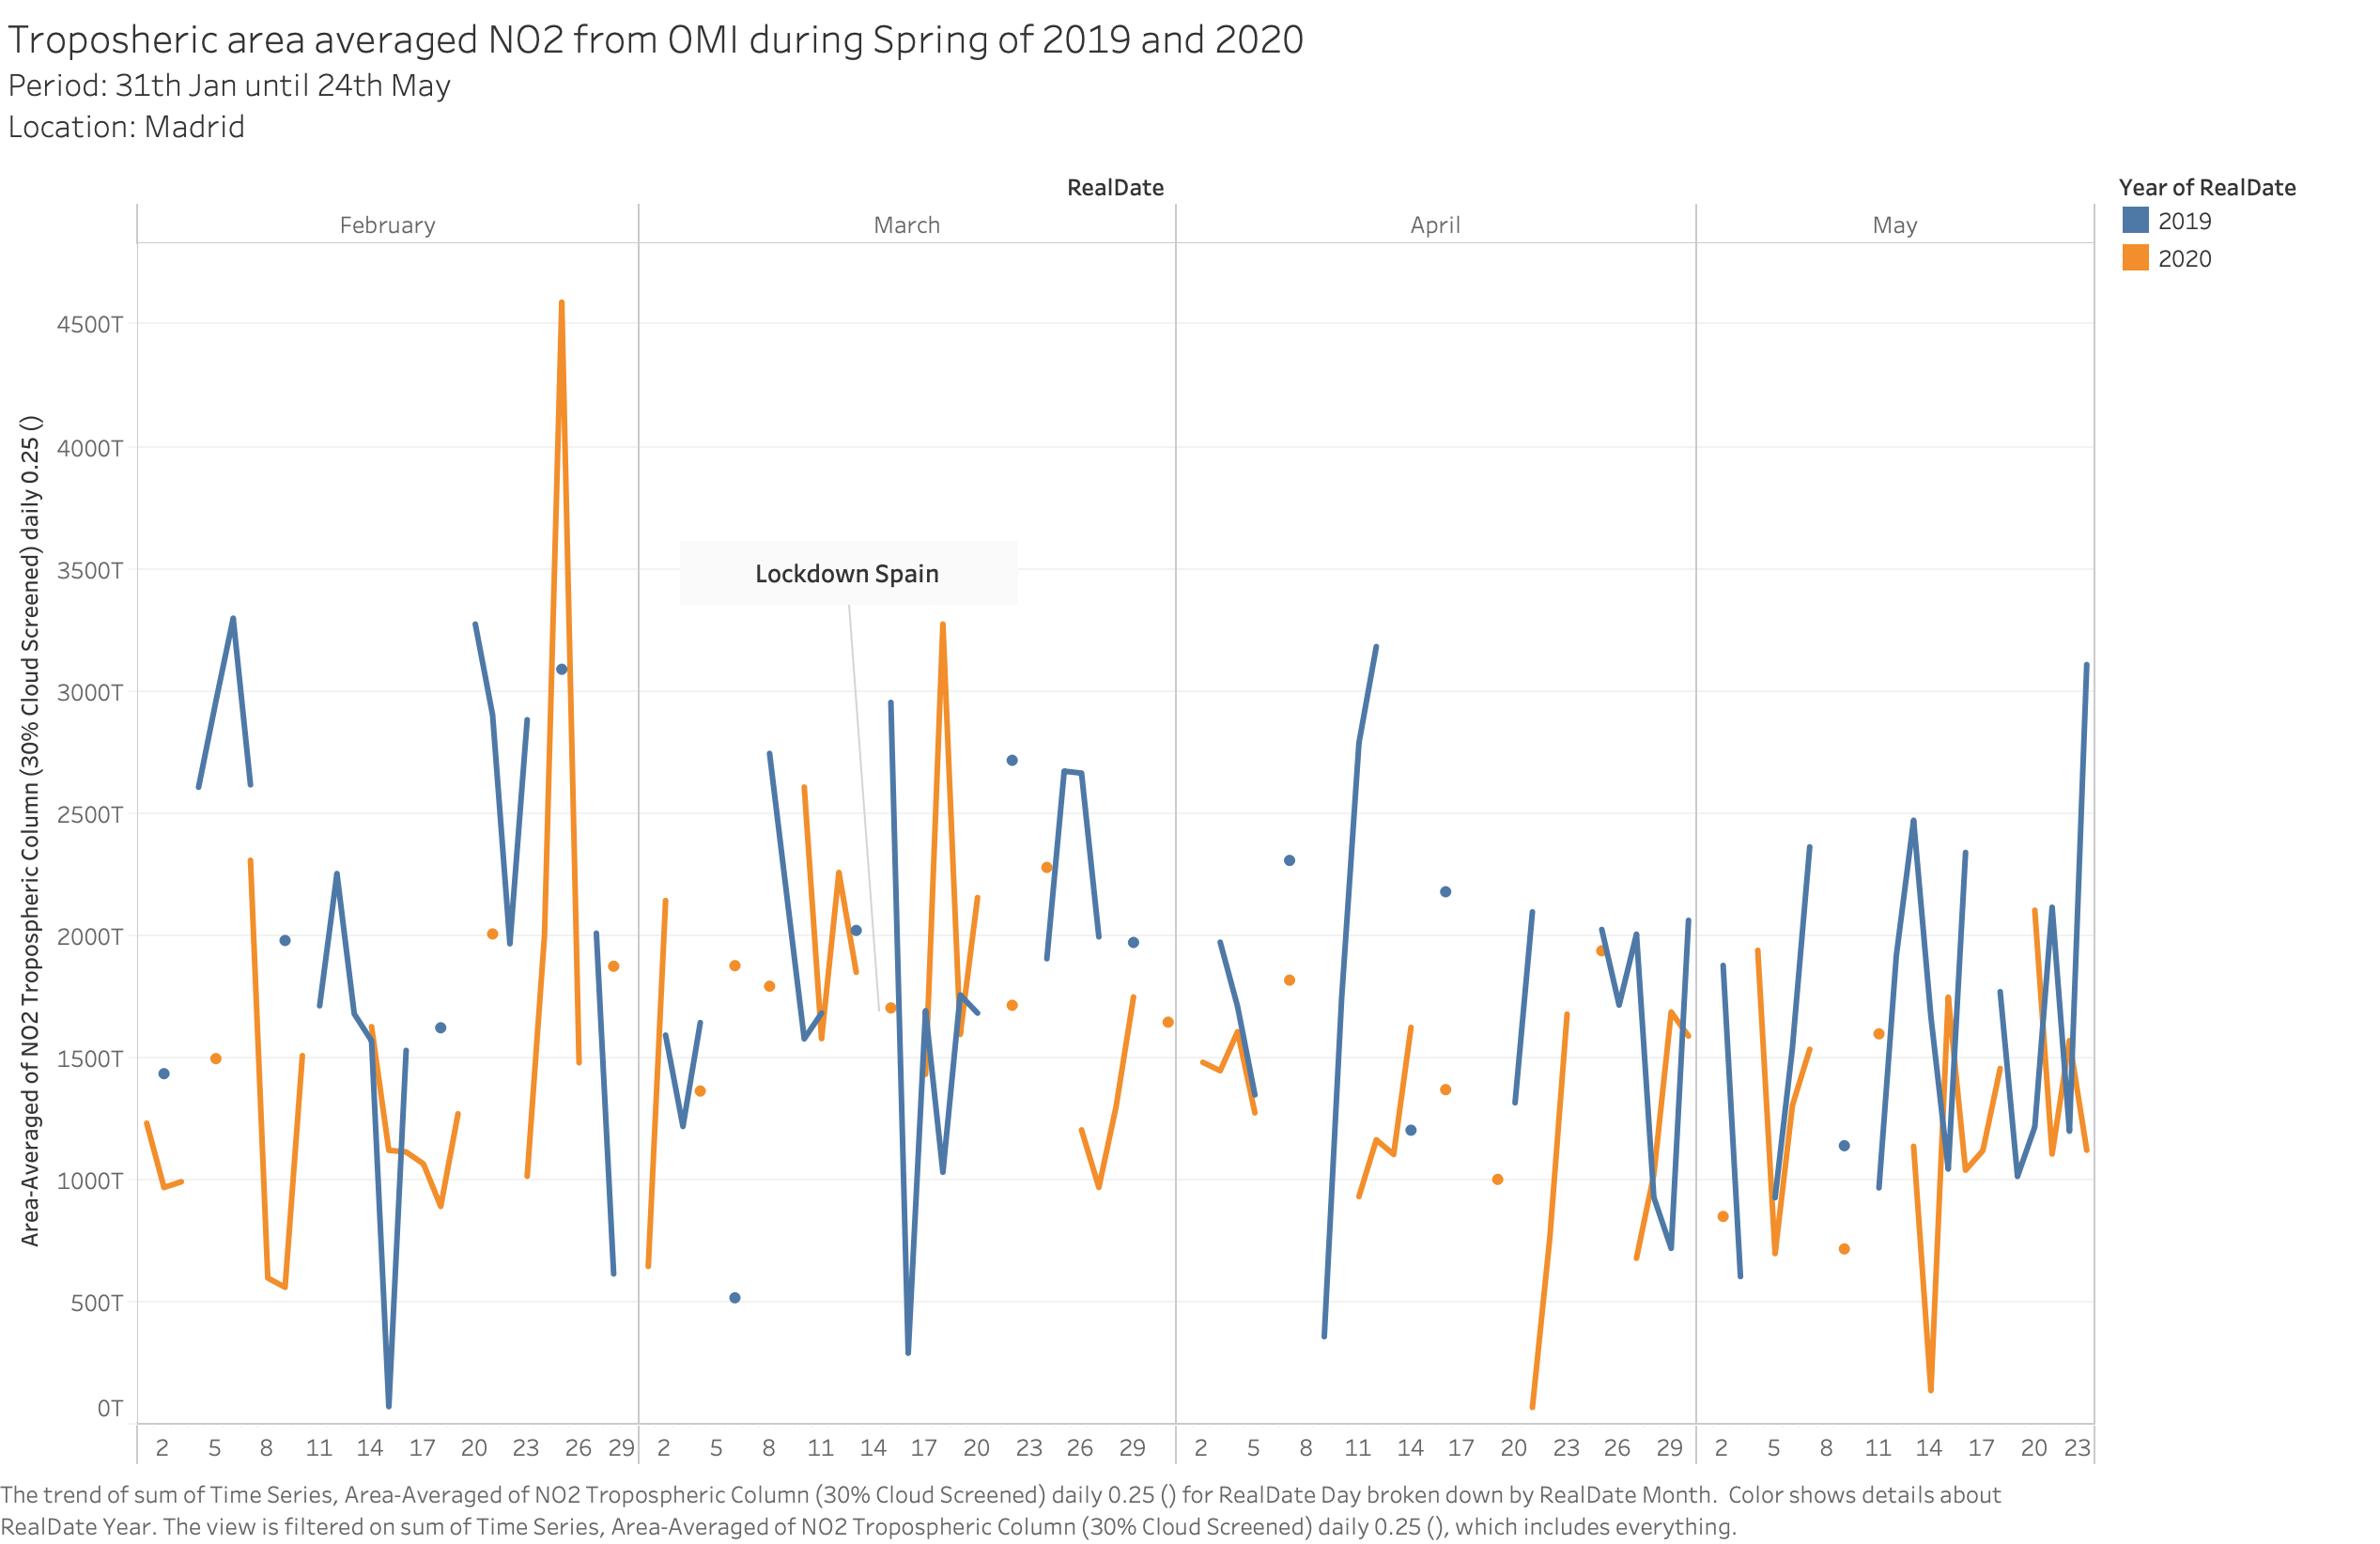 Troposheric area averaged NO2 from OMI during Spring of 2019 and 2020
Period: 31th Jan until 24th May
Location: Madrid
RealDate
Year of RealDate
February March April May
2019
2020
Area-Averaged of NO2 Tropospheric Column (30% Cloud Screened) daily 0.25 ()
4500T
4000T
3500T
3000T
2500T
2000T
1500T
1000T
500T
0T
Lockdown Spain
2 5 8 11 14 17 20 23 26 29 2 5 8 11 14 17 20 23 26 29 2 5 8 11 14 17 20 23 26 29 2 5 8 11 14 17 20 23
The trend of sum of Time Series, Area-Averaged of NO2 Tropospheric Column (30% Cloud Screened) daily 0.25 () for RealDate Day broken down by RealDate Month. Color shows details about
RealDate Year. The view is filtered on sum of Time Series, Area-Averaged of NO2 Tropospheric Column (30% Cloud Screened) daily 0.25 (), which includes everything.